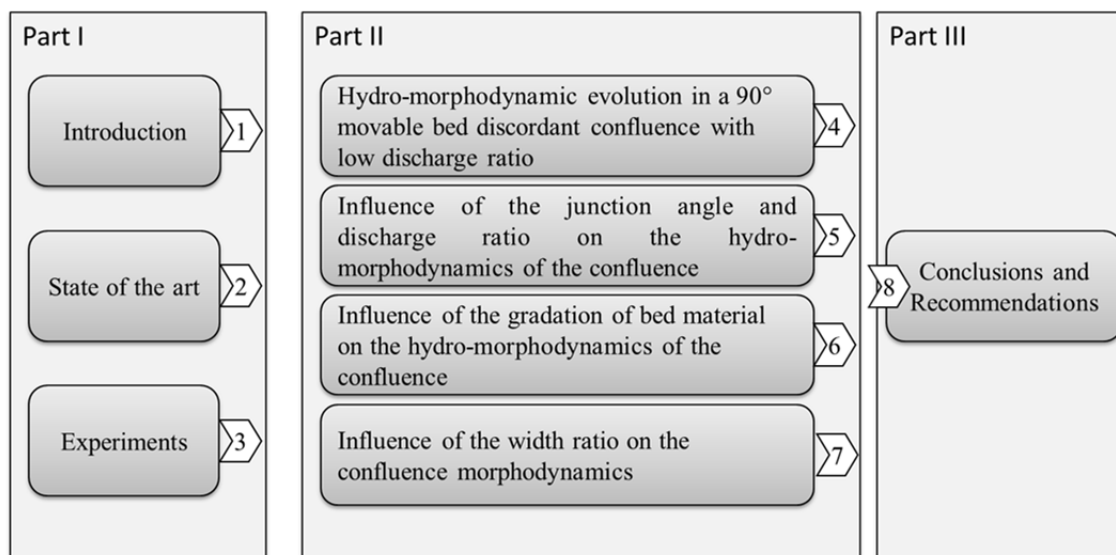 Part I
Introduction
1
State of the art
2
Experiments
3
Part II
Hydro-morphodynamic evolution in a 90°
movable bed discordant confluence with
low discharge ratio
4
Influence of the junction angle and
discharge ratio on the hydro-
morphodynamics of the confluence
5
Influence of the gradation of bed material
on the hydro-morphodynamics of the
confluence
6
Influence of the width ratio on the
confluence morphodynamics
7
Part III
8
Conclusions and
Recommendations